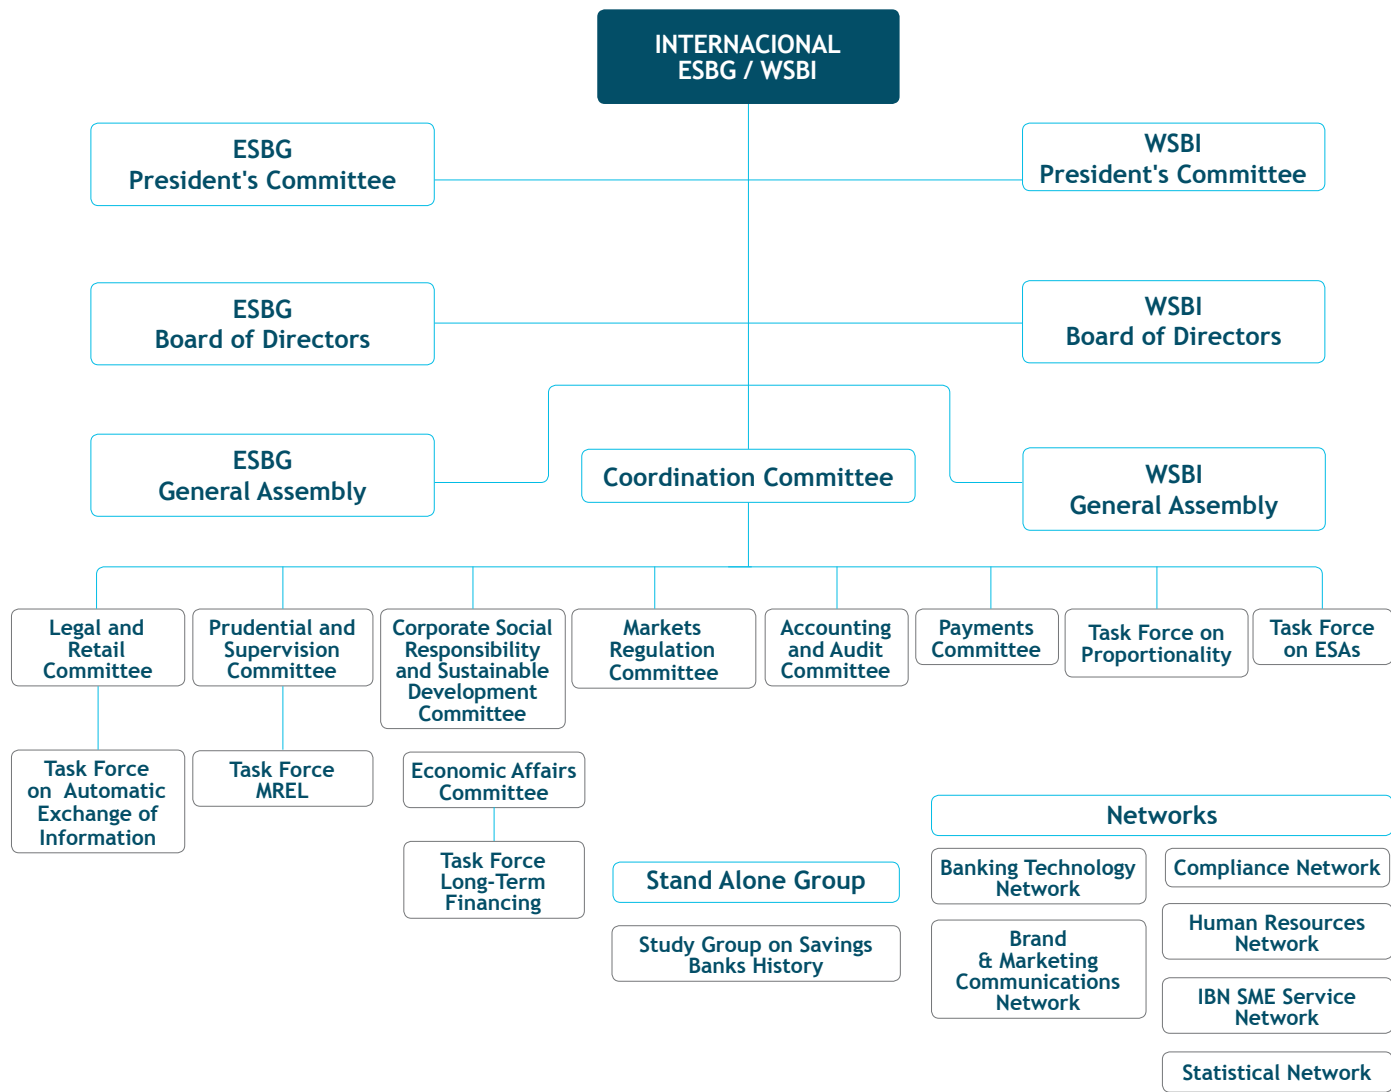 INTERNACIONAL
ESBG / WSBI
ESBG
President's Committee
WSBI
President's Committee
ESBG
Board of Directors
WSBI
Board of Directors
ESBG
General Assembly
Coordination Committee
WSBI
General Assembly
Legal and
Retail
Committee
Prudential and
Supervision
Committee
Corporate Social
Responsibility
and Sustainable
Development
Committee
Markets
Regulation
Committee
Accounting
and Audit
Committee
Payments
Committee
Task Force on
Proportionality
Task Force
on ESAs
Task Force
on Automatic
Exchange of
Information
Task Force
MREL
Economic Affairs
Committee
Task Force
Long-Term
Financing
Stand Alone Group
Study Group on Savings
Banks History
Networks
Banking Technology
Network
Brand
& Marketing
Communications
Network
Compliance Network
Human Resources
Network
IBN SME Service
Network
Statistical Network